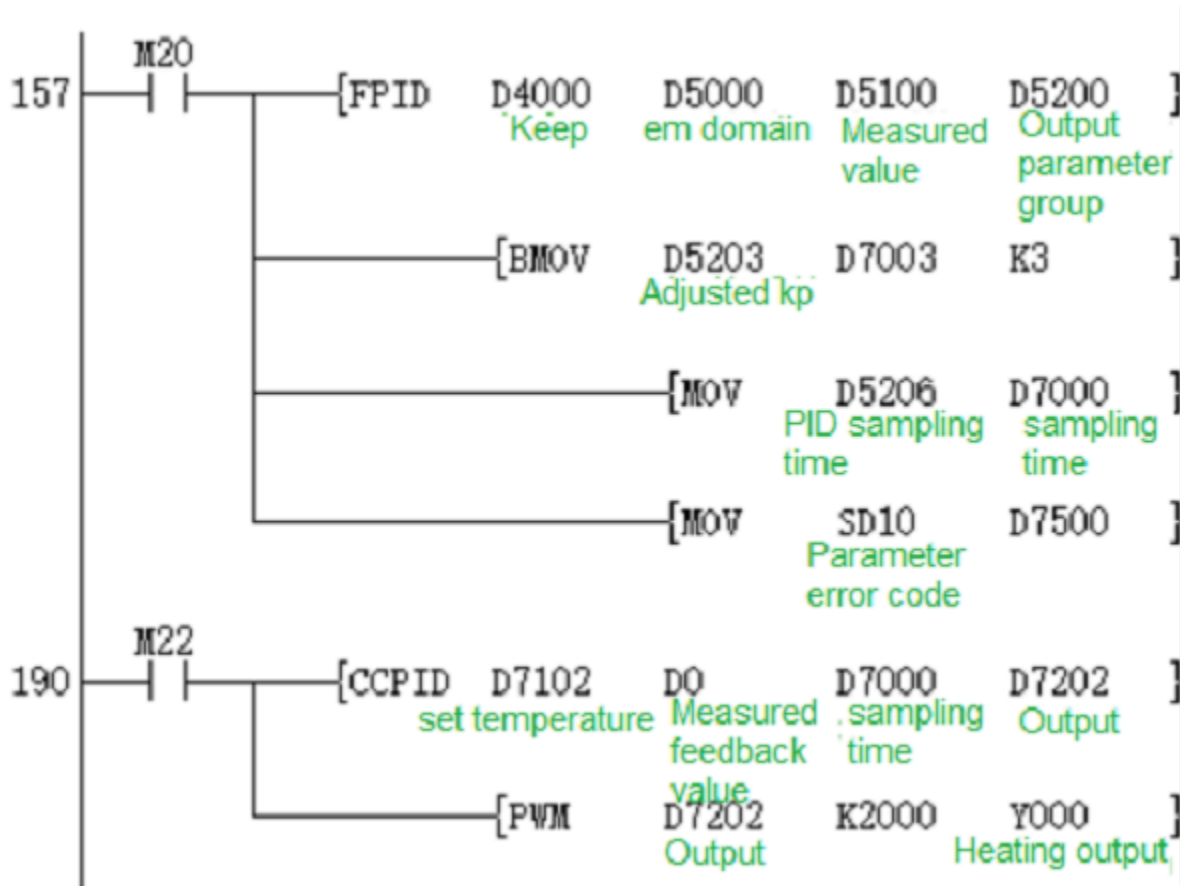 M20
157 [FPID D4000 D5000 D5100 D5200 ]
Keep em domain Measured value Output parameter group
[BMOV D5203 D7003 K3 ]
Adjusted kp
[MOV D5206 D7000 ]
PID sampling time sampling time
[MOV SD10 D7500 ]
Parameter error code
M22
190 [CCPID D7102 D0 D7000 D7202 ]
set temperature Measured feedback value sampling time Output
[PWM D7202 K2000 Y000 ]
Output Heating output